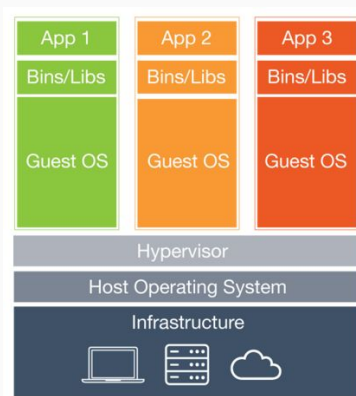 App 1 App 2 App 3
Bins/Libs Bins/Libs Bins/Libs
Guest OS Guest OS Guest OS
Hypervisor
Host Operating System
Infrastructure